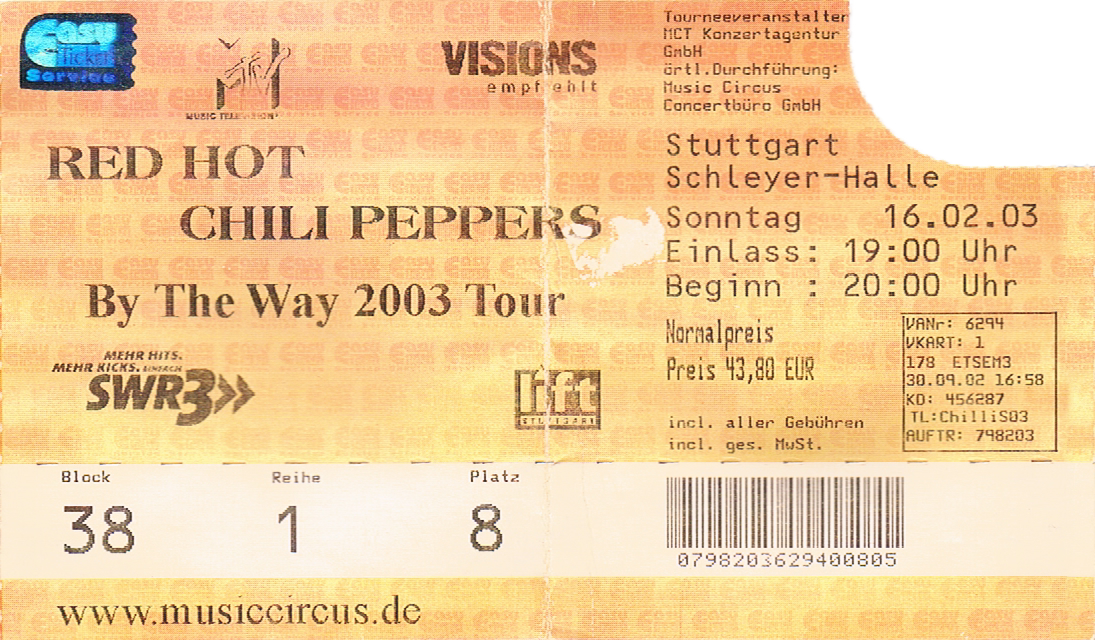 Easy
Ticket
Service
MTV
MUSIC TELEVISION
VISIONS
empfiehlt
RED HOT
CHILI PEPPERS
By The Way 2003 Tour
MEHR HITS.
MEHR KICKS. EINFACH
SWR3
lift
STUTTGART
Tourneeveranstalter
MCT Konzertagentur
GmbH
örtl.Durchführung:
Music Circus
Concertbüro GmbH
Stuttgart
Schleyer-Halle
Sonntag 16.02.03
Einlass: 19:00 Uhr
Beginn : 20:00 Uhr
Normalpreis
Preis 43,80 EUR
incl. aller Gebühren
incl. ges. MwSt.
VANr: 6294
VKART: 1
178 ETSEM3
30.09.02 16:58
KD: 456287
TL:ChilliS03
AUFTR: 798203
Block Reihe Platz
38 1 8
0798203629400805
www.musiccircus.de